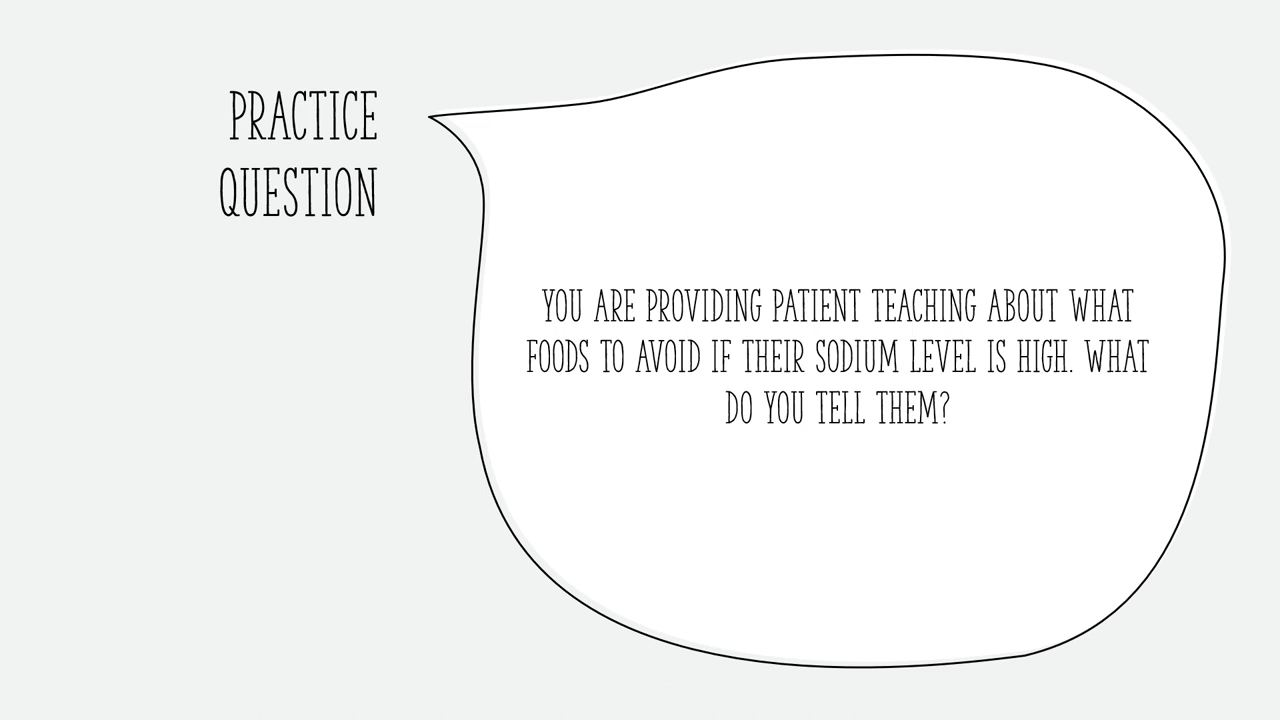 PRACTICE
QUESTION
YOU ARE PROVIDING PATIENT TEACHING ABOUT WHAT
FOODS TO AVOID IF THEIR SODIUM LEVEL IS HIGH. WHAT
DO YOU TELL THEM?